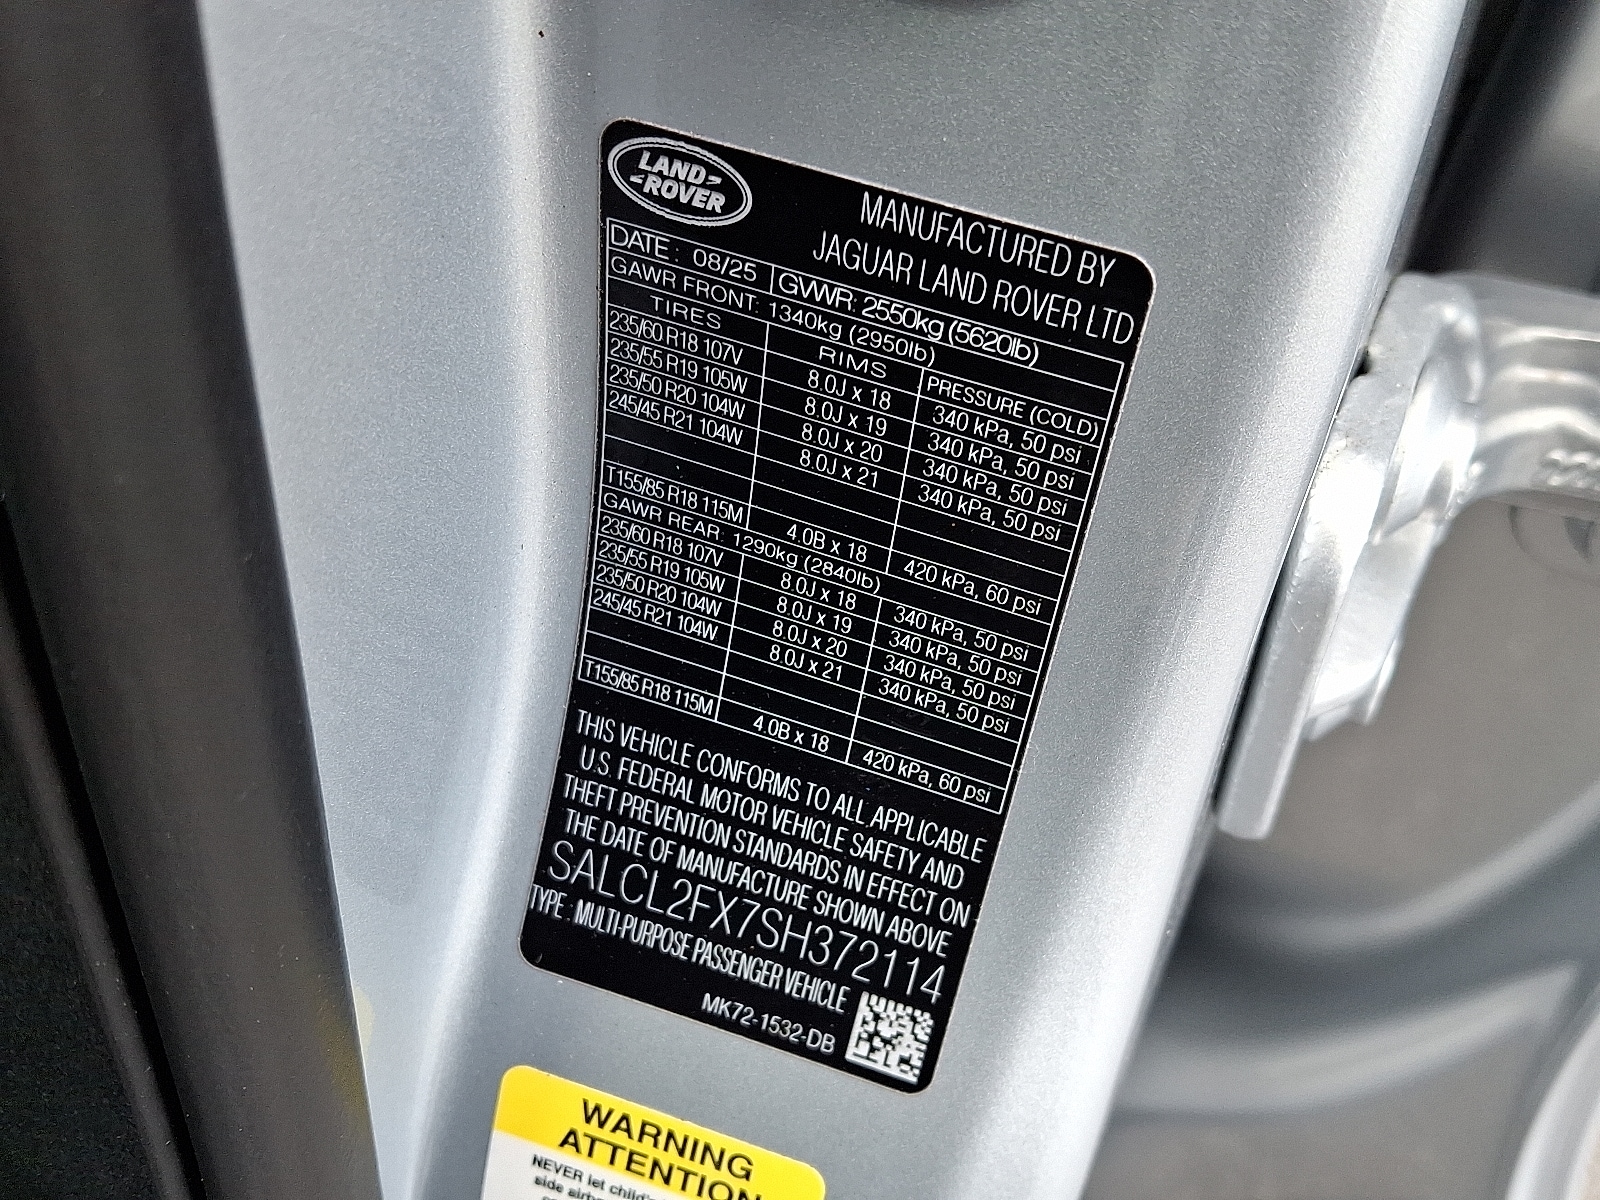 LAND
ROVER
MANUFACTURED BY
JAGUAR LAND ROVER LTD
DATE: 08/25 GVWR: 2550kg (5620lb)
GAWR FRONT: 1340kg (2950lb)
TIRES RIMS PRESSURE (COLD)
235/60 R18 107V 8.0J x 18 340 kPa, 50 psi
235/55 R19 105W 8.0J x 19 340 kPa, 50 psi
235/50 R20 104W 8.0J x 20 340 kPa, 50 psi
245/45 R21 104W 8.0J x 21 340 kPa, 50 psi
T155/85 R18 115M 4.0B x 18 420 kPa, 60 psi
GAWR REAR: 1290kg (2840lb)
235/60 R18 107V 8.0J x 18 340 kPa, 50 psi
235/55 R19 105W 8.0J x 19 340 kPa, 50 psi
235/50 R20 104W 8.0J x 20 340 kPa, 50 psi
245/45 R21 104W 8.0J x 21 340 kPa, 50 psi
T155/85 R18 115M 4.0B x 18 420 kPa, 60 psi
THIS VEHICLE CONFORMS TO ALL APPLICABLE
U.S. FEDERAL MOTOR VEHICLE SAFETY AND
THEFT PREVENTION STANDARDS IN EFFECT ON
THE DATE OF MANUFACTURE SHOWN ABOVE
SALCL2FX7SH372114
TYPE: MULTI-PURPOSE PASSENGER VEHICLE
MK72-1532-DB
WARNING
ATTENTION
NEVER let
side